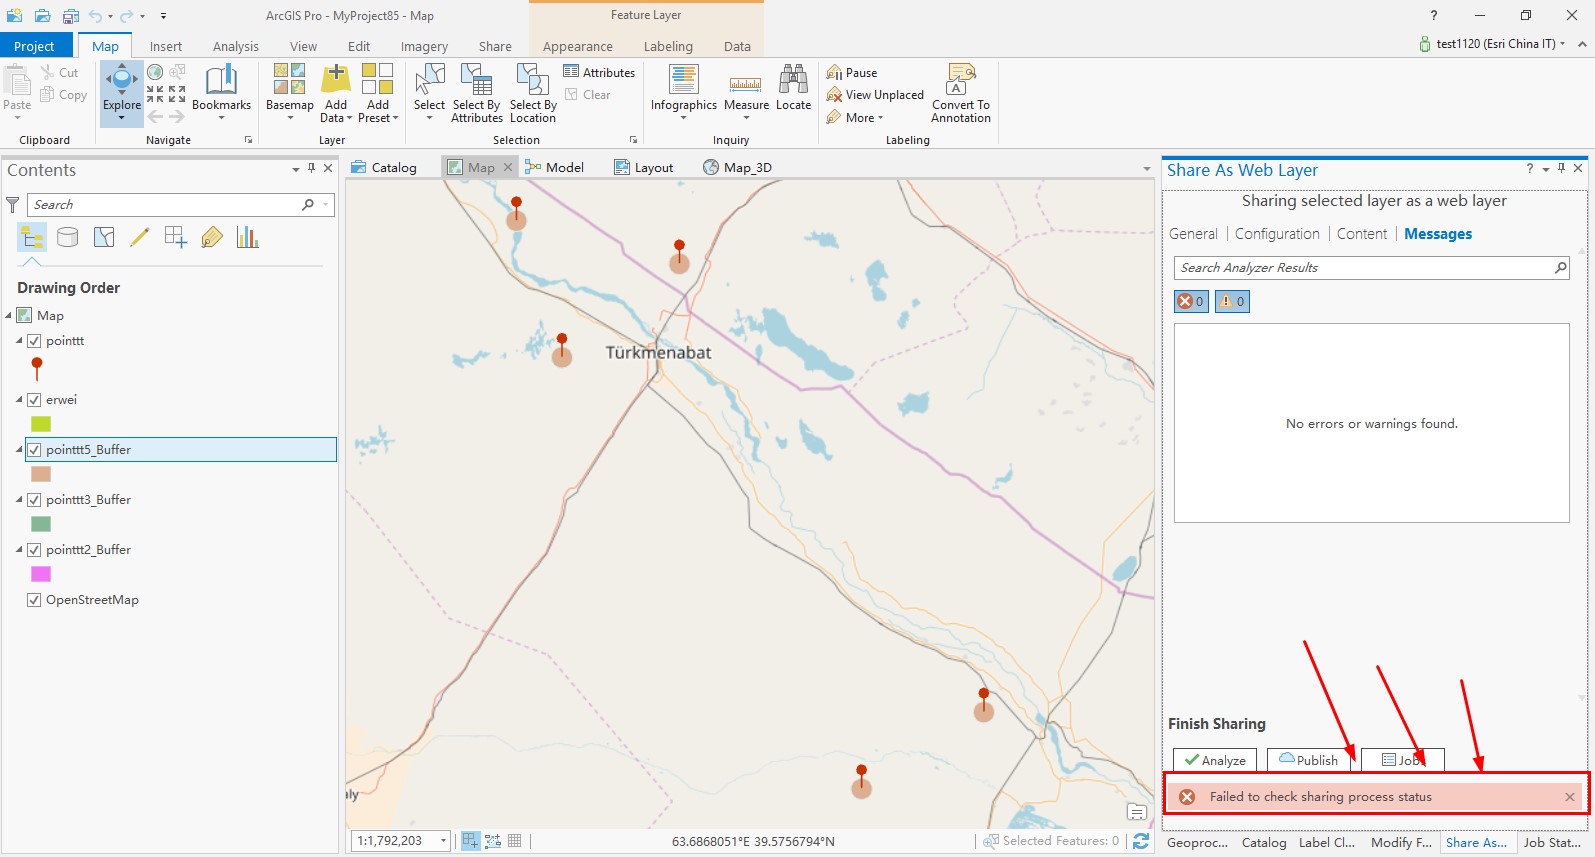 ArcGIS Pro - MyProject85 - Map
Feature Layer
?
Project Map Insert Analysis View Edit Imagery Share Appearance Labeling Data
test1120 (Esri China IT)
Paste
Cut
Copy
Clipboard
Explore
Bookmarks
Navigate
Basemap
Add Data
Add Preset
Layer
Select
Select By Attributes
Select By Location
Attributes
Clear
Selection
Infographics
Measure
Locate
Inquiry
Pause
View Unplaced
More
Convert To Annotation
Labeling
Contents
Search
Drawing Order
Map
pointtt
erwei
pointtt5_Buffer
pointtt3_Buffer
pointtt2_Buffer
OpenStreetMap
Catalog Map Model Layout Map_3D
Türkmenabat
ly
1:1,792,203
63.6868051°E 39.5756794°N
Selected Features: 0
Share As Web Layer
?
Sharing selected layer as a web layer
General Configuration Content Messages
Search Analyzer Results
0 0
No errors or warnings found.
Finish Sharing
Analyze Publish Job
Failed to check sharing process status
Geoproc... Catalog Label Cl... Modify F... Share As... Job Stat...